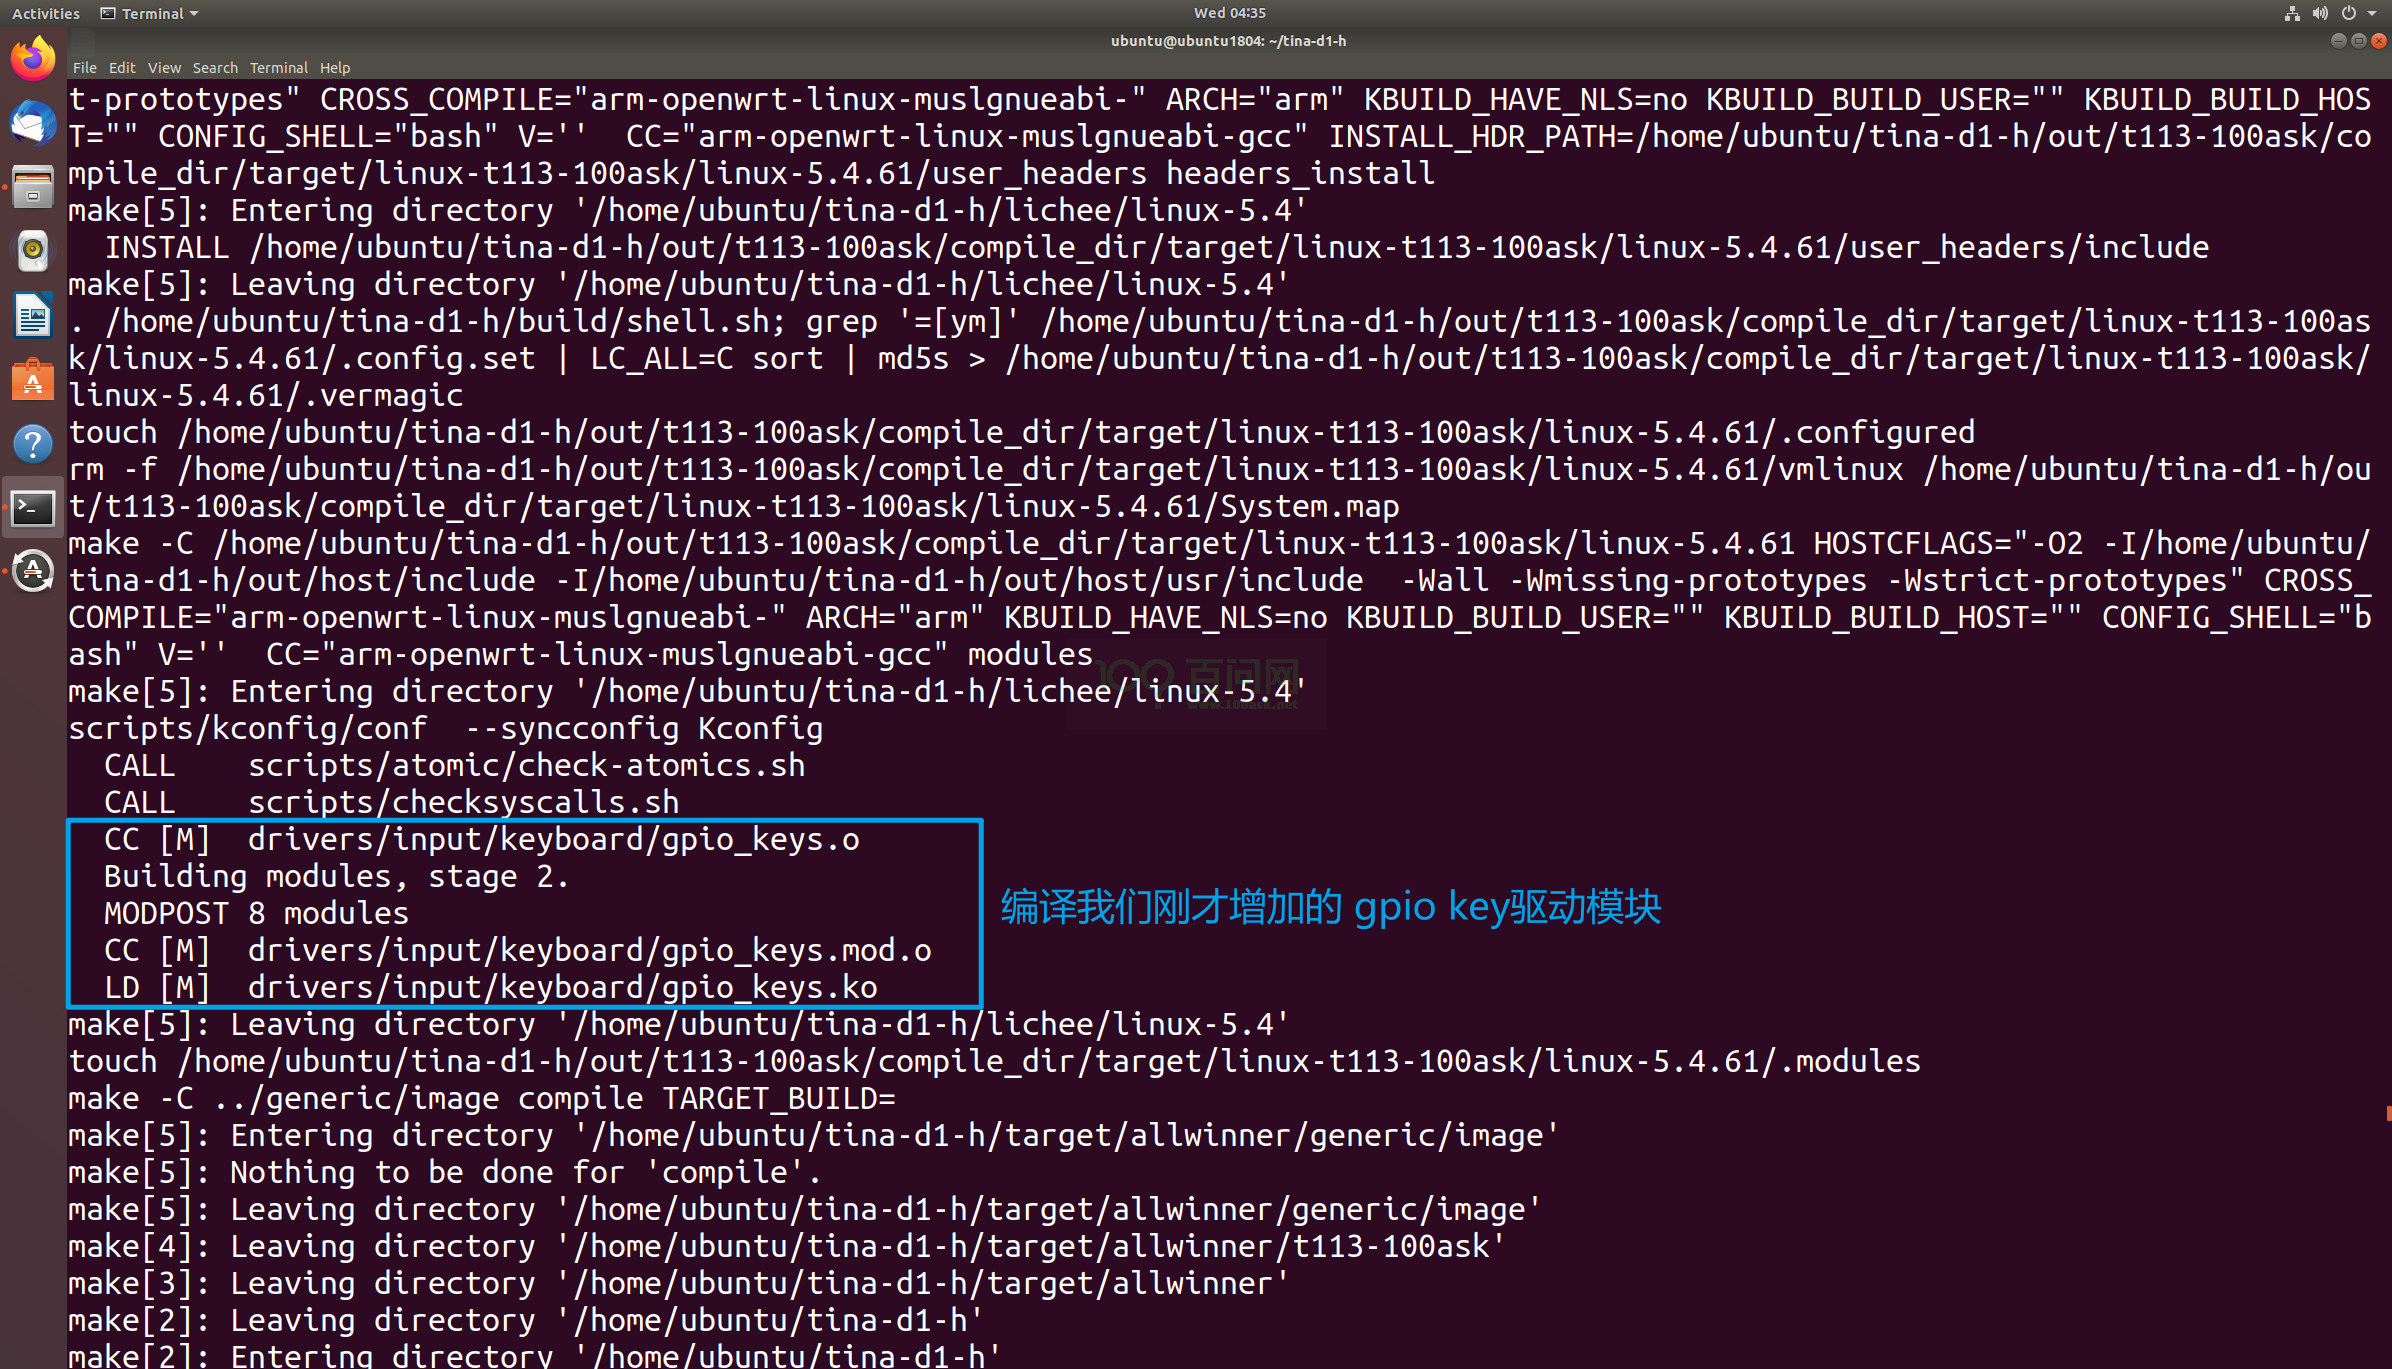 Activities
Terminal
Wed 04:35
ubuntu@ubuntu1804: ~/tina-d1-h
File Edit View Search Terminal Help
t-prototypes" CROSS_COMPILE="arm-openwrt-linux-muslgnueabi-" ARCH="arm" KBUILD_HAVE_NLS=no KBUILD_BUILD_USER="" KBUILD_BUILD_HOS
T="" CONFIG_SHELL="bash" V=''  CC="arm-openwrt-linux-muslgnueabi-gcc" INSTALL_HDR_PATH=/home/ubuntu/tina-d1-h/out/t113-100ask/co
mpile_dir/target/linux-t113-100ask/linux-5.4.61/user_headers headers_install
make[5]: Entering directory '/home/ubuntu/tina-d1-h/lichee/linux-5.4'
  INSTALL /home/ubuntu/tina-d1-h/out/t113-100ask/compile_dir/target/linux-t113-100ask/linux-5.4.61/user_headers/include
make[5]: Leaving directory '/home/ubuntu/tina-d1-h/lichee/linux-5.4'
. /home/ubuntu/tina-d1-h/build/shell.sh; grep '=[ym]' /home/ubuntu/tina-d1-h/out/t113-100ask/compile_dir/target/linux-t113-100as
k/linux-5.4.61/.config.set | LC_ALL=C sort | md5s > /home/ubuntu/tina-d1-h/out/t113-100ask/compile_dir/target/linux-t113-100ask/
linux-5.4.61/.vermagic
touch /home/ubuntu/tina-d1-h/out/t113-100ask/compile_dir/target/linux-t113-100ask/linux-5.4.61/.configured
rm -f /home/ubuntu/tina-d1-h/out/t113-100ask/compile_dir/target/linux-t113-100ask/linux-5.4.61/vmlinux /home/ubuntu/tina-d1-h/ou
t/t113-100ask/compile_dir/target/linux-t113-100ask/linux-5.4.61/System.map
make -C /home/ubuntu/tina-d1-h/out/t113-100ask/compile_dir/target/linux-t113-100ask/linux-5.4.61 HOSTCFLAGS="-O2 -I/home/ubuntu/
tina-d1-h/out/host/include -I/home/ubuntu/tina-d1-h/out/host/usr/include  -Wall -Wmissing-prototypes -Wstrict-prototypes" CROSS_
COMPILE="arm-openwrt-linux-muslgnueabi-" ARCH="arm" KBUILD_HAVE_NLS=no KBUILD_BUILD_USER="" KBUILD_BUILD_HOST="" CONFIG_SHELL="b
ash" V=''  CC="arm-openwrt-linux-muslgnueabi-gcc" modules
百问网
www.100ask.net
make[5]: Entering directory '/home/ubuntu/tina-d1-h/lichee/linux-5.4'
scripts/kconfig/conf  --syncconfig Kconfig
  CALL    scripts/atomic/check-atomics.sh
  CALL    scripts/checksyscalls.sh
  CC [M]  drivers/input/keyboard/gpio_keys.o
  Building modules, stage 2.
编译我们刚才增加的 gpio key驱动模块
  MODPOST 8 modules
  CC [M]  drivers/input/keyboard/gpio_keys.mod.o
  LD [M]  drivers/input/keyboard/gpio_keys.ko
make[5]: Leaving directory '/home/ubuntu/tina-d1-h/lichee/linux-5.4'
touch /home/ubuntu/tina-d1-h/out/t113-100ask/compile_dir/target/linux-t113-100ask/linux-5.4.61/.modules
make -C ../generic/image compile TARGET_BUILD=
make[5]: Entering directory '/home/ubuntu/tina-d1-h/target/allwinner/generic/image'
make[5]: Nothing to be done for 'compile'.
make[5]: Leaving directory '/home/ubuntu/tina-d1-h/target/allwinner/generic/image'
make[4]: Leaving directory '/home/ubuntu/tina-d1-h/target/allwinner/t113-100ask'
make[3]: Leaving directory '/home/ubuntu/tina-d1-h/target/allwinner'
make[2]: Leaving directory '/home/ubuntu/tina-d1-h'
make[2]: Entering directory '/home/ubuntu/tina-d1-h'